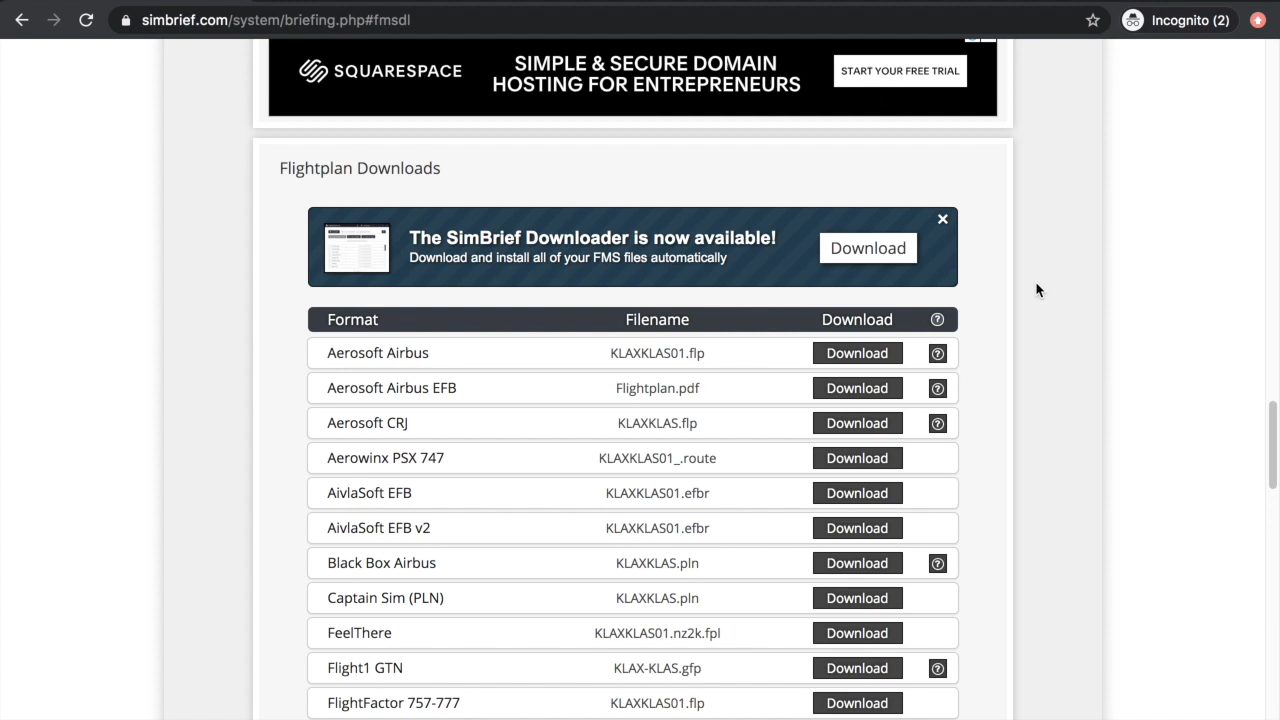 simbrief.com/system/briefing.php#fmsdl
Incognito (2)
SQUARESPACE
SIMPLE & SECURE DOMAIN
HOSTING FOR ENTREPRENEURS
START YOUR FREE TRIAL
Flightplan Downloads
The SimBrief Downloader is now available!
Download and install all of your FMS files automatically
Download
Format Filename Download ?
Aerosoft Airbus KLAXKLAS01.flp Download ?
Aerosoft Airbus EFB Flightplan.pdf Download ?
Aerosoft CRJ KLAXKLAS.flp Download ?
Aerowinx PSX 747 KLAXKLAS01_.route Download
AivlaSoft EFB KLAXKLAS01.efbr Download
AivlaSoft EFB v2 KLAXKLAS01.efbr Download
Black Box Airbus KLAXKLAS.pln Download ?
Captain Sim (PLN) KLAXKLAS.pln Download
FeelThere KLAXKLAS01.nz2k.fpl Download
Flight1 GTN KLAX-KLAS.gfp Download ?
FlightFactor 757-777 KLAXKLAS01.flp Download